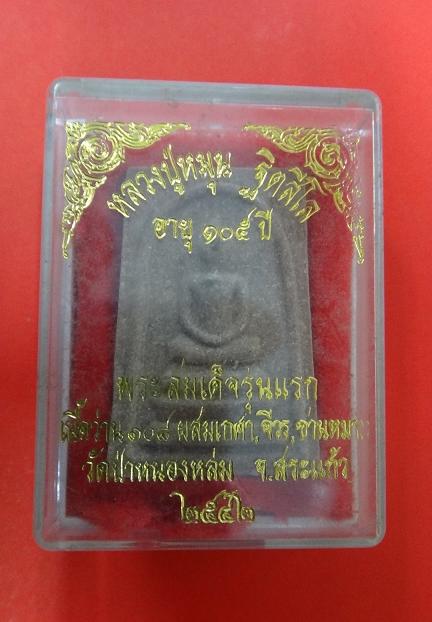 หลวงปู่หมุน ฐิตสีโล
อายุ ๑๐๕ ปี
พระสมเด็จรุ่นแรก
เนื้อว่าน ๑๐๘ ผสมเกศา, จีวร, ชานหมาก
วัดป่าหนองหล่ม จ.สระแก้ว
๒๕๔๒